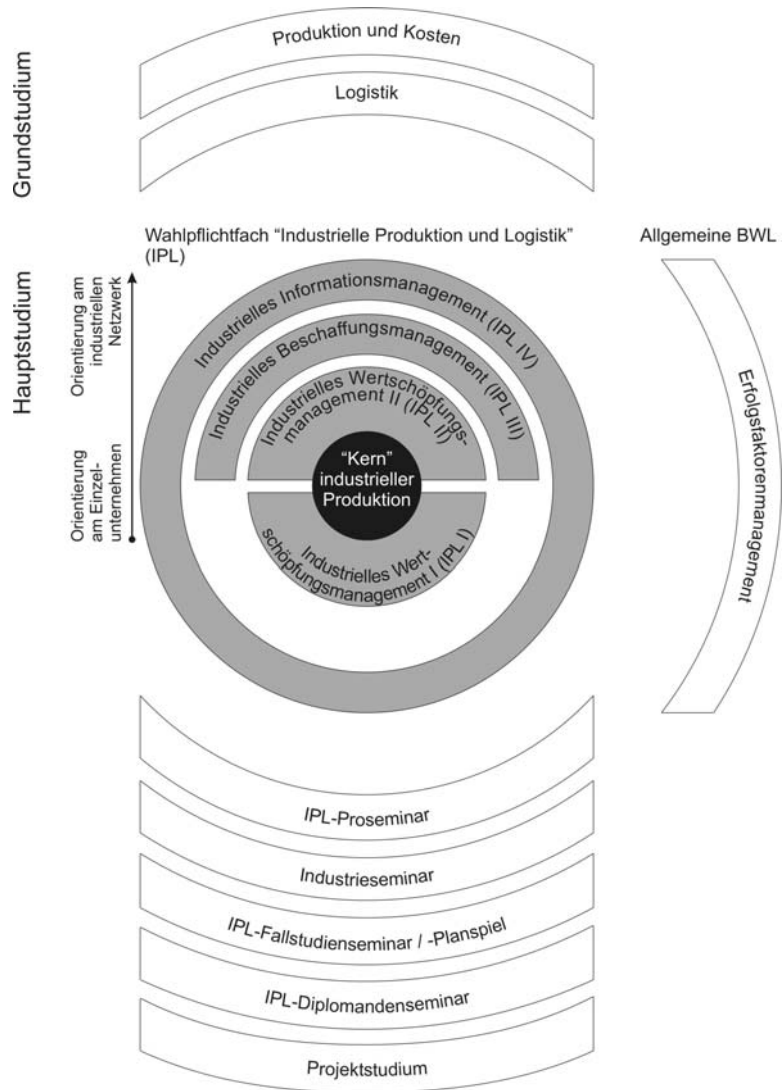 Produktion und Kosten
Logistik
Grundstudium
Wahlpflichtfach “Industrielle Produktion und Logistik”
(IPL)
Allgemeine BWL
Hauptstudium
Orientierung am
industriellen
Netzwerk
Orientierung
am Einzel-
unternehmen
Industrielles Informationsmanagement (IPL IV)
Industrielles Beschaffungsmanagement (IPL III)
Industrielles Wertschöpfungs-
management II (IPL II)
“Kern”
industrieller
Produktion
Industrielles Wert-
schöpfungsmanagement I (IPL I)
Erfolgsfaktorenmanagement
IPL-Proseminar
Industrieseminar
IPL-Fallstudienseminar / -Planspiel
IPL-Diplomandenseminar
Projektstudium